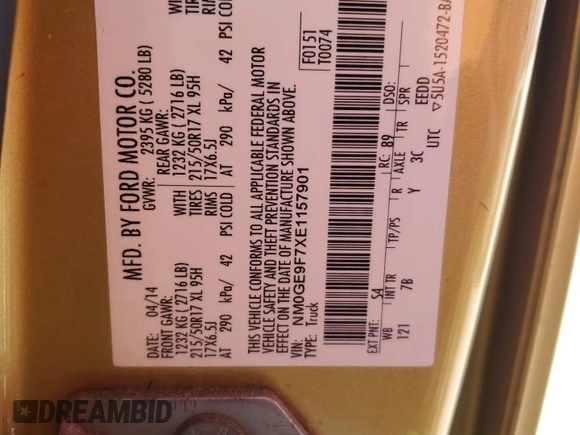 MFD. BY FORD MOTOR CO.
DATE: 04/14
GVWR: 2395 KG ( 5280 LB)
FRONT GAWR:
1232 KG ( 2716 LB)
215/50R17 XL 95H
17X6.5J
AT 290 kPa/ 42 PSI COLD
WITH
TIRES
RIMS
REAR GAWR:
1232 KG ( 2716 LB)
215/50R17 XL 95H
17X6.5J
AT 290 kPa/ 42 PSI COLD
WITH
TIRES
RIMS
THIS VEHICLE CONFORMS TO ALL APPLICABLE FEDERAL MOTOR
VEHICLE SAFETY AND THEFT PREVENTION STANDARDS IN
EFFECT ON THE DATE OF MANUFACTURE SHOWN ABOVE.
VIN: NM0GE9F7XE1157901
TYPE: Truck
F0151
T0074
EXT PNT: S4 RC: 89 DSO:
WB INT TR TP/PS R AXLE TR SPR
121 7B Y 3C EEDD
UTC
DREAMBID